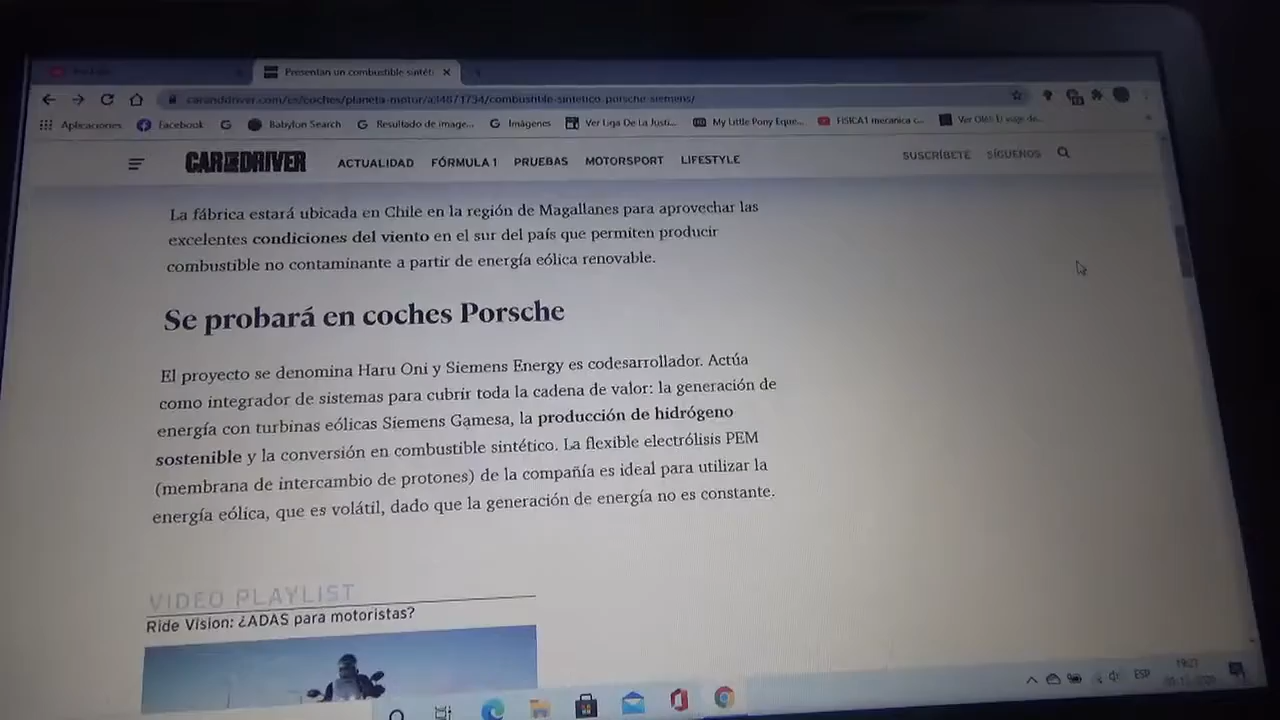 Presentan un combustible sintéti
caranddriver.com/es/coches/planeta-motor/a34871734/combustible-sintetico-porsche-siemens/
Aplicaciones Facebook Babylon Search Resultado de image... Imágenes Ver Liga De La Justi... My Little Pony Eque... FISICA1 mecanica c...
CAR AND DRIVER ACTUALIDAD FÓRMULA 1 PRUEBAS MOTORSPORT LIFESTYLE SUSCRÍBETE SÍGUENOS
La fábrica estará ubicada en Chile en la región de Magallanes para aprovechar las
excelentes condiciones del viento en el sur del país que permiten producir
combustible no contaminante a partir de energía eólica renovable.
Se probará en coches Porsche
El proyecto se denomina Haru Oni y Siemens Energy es codesarrollador. Actúa
como integrador de sistemas para cubrir toda la cadena de valor: la generación de
energía con turbinas eólicas Siemens Gamesa, la producción de hidrógeno
sostenible y la conversión en combustible sintético. La flexible electrólisis PEM
(membrana de intercambio de protones) de la compañía es ideal para utilizar la
energía eólica, que es volátil, dado que la generación de energía no es constante.
VIDEO PLAYLIST
Ride Vision: ¿ADAS para motoristas?
ESP
19:27